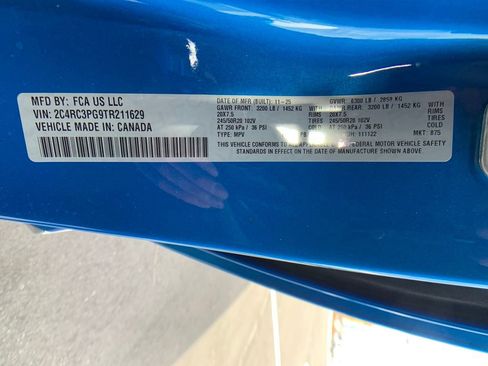 MFD BY: FCA US LLC
VIN: 2C4RC3PG9TR211629
VEHICLE MADE IN: CANADA
DATE OF MFR (BUILT): 11-25 GVWR: 6300 LB / 2858 KG
GAWR FRONT: 3200 LB / 1452 KG GAWR REAR: 3200 LB / 1452 KG
20X7.5 RIMS 20X7.5
245/50R20 102V TIRES 245/50R20 102V
AT 250 kPa / 36 PSI COLD AT 250 kPa / 36 PSI COLD
TYPE: MPV 111122 MKT: 875
THIS VEHICLE CONFORMS TO ALL APPLICABLE FEDERAL MOTOR VEHICLE SAFETY
STANDARDS IN EFFECT ON THE DATE OF MANUFACTURE SHOWN ABOVE.